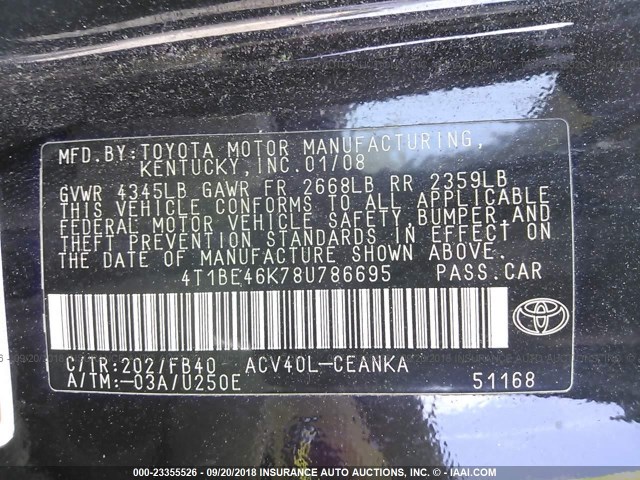 MFD.BY:TOYOTA MOTOR MANUFACTURING,
KENTUCKY,INC.01/08
GVWR 4345LB GAWR FR 2668LB RR 2359LB
THIS VEHICLE CONFORMS TO ALL APPLICABLE
FEDERAL MOTOR VEHICLE SAFETY, BUMPER,AND
THEFT PREVENTION STANDARDS IN EFFECT ON
THE DATE OF MANUFACTURE SHOWN ABOVE.
4T1BE46K78U786695 PASS.CAR
C/TR:202/FB40 ACV40L-CEANKA
A/TM:-03A/U250E 51168
000-23355526 - 09/20/2018 - INSURANCE AUTO AUCTIONS, INC. (IAAI)